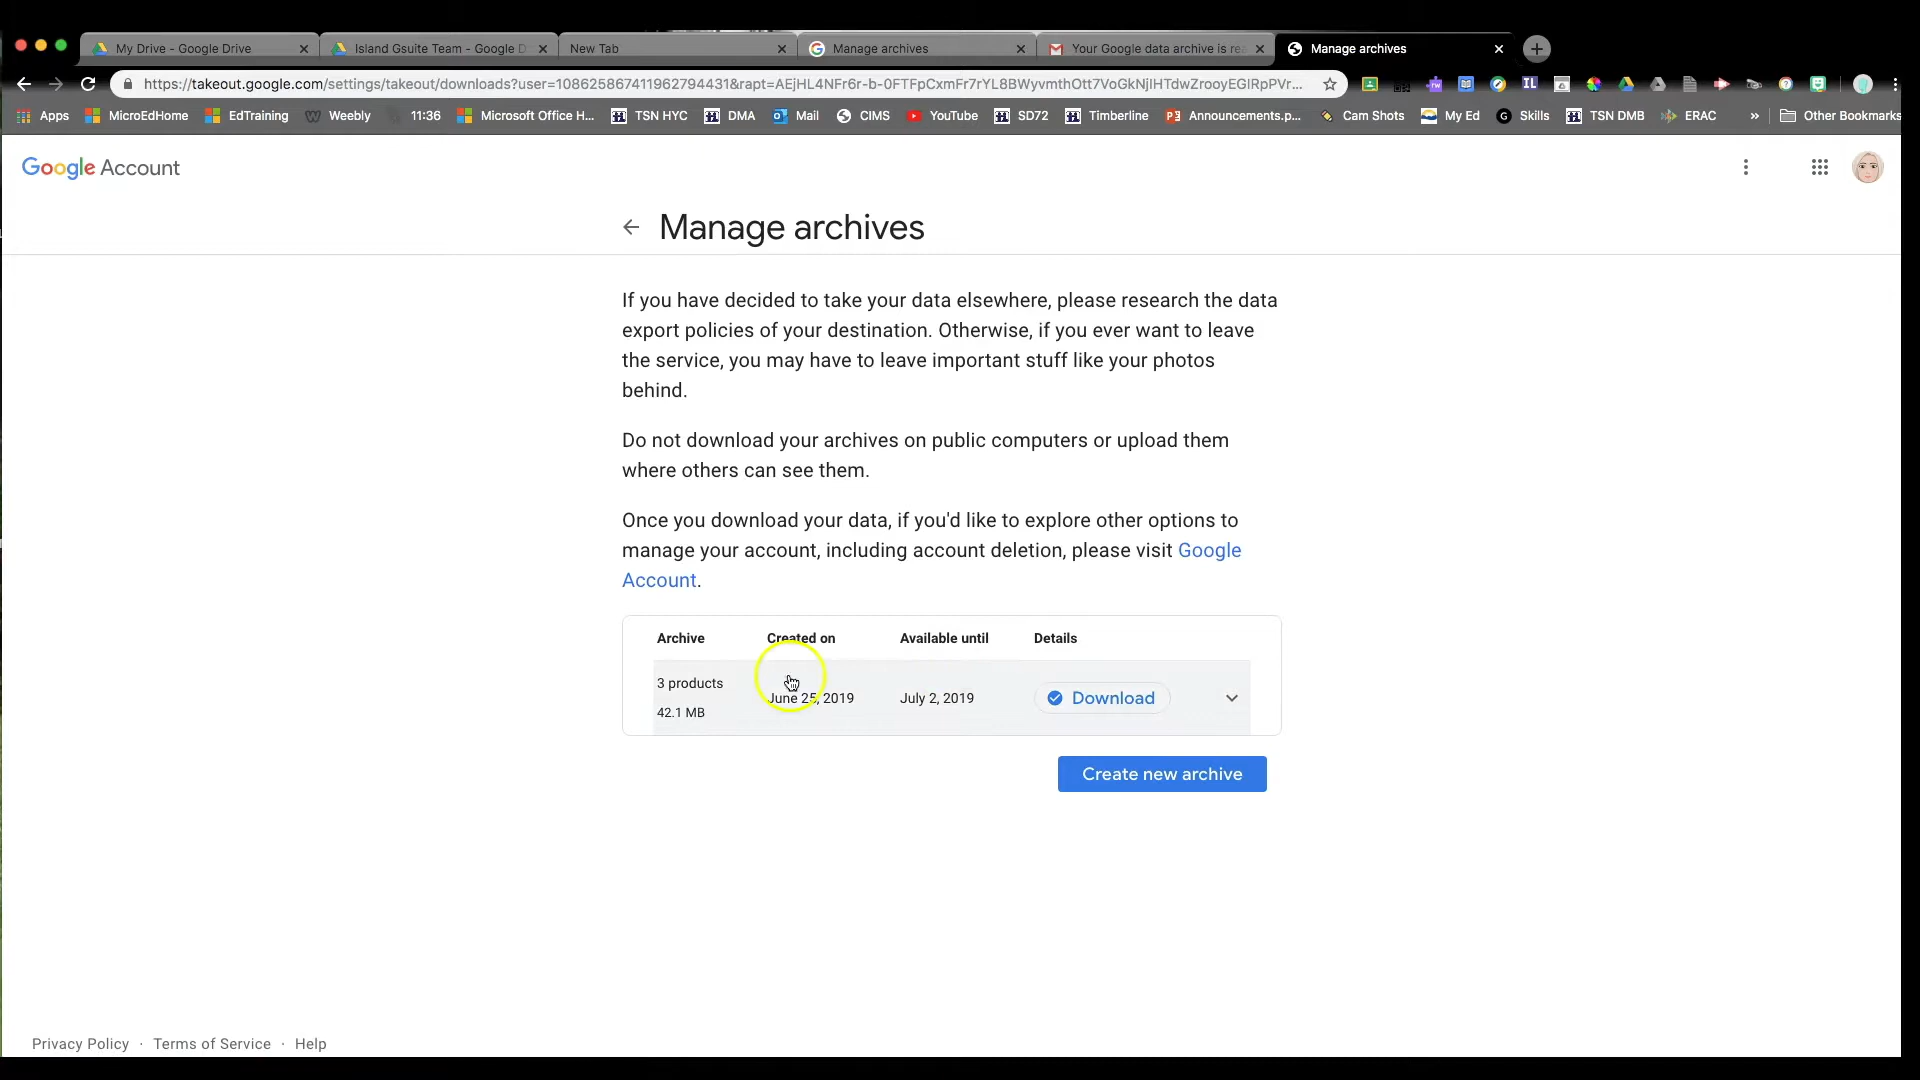 My Drive - Google Drive
Island Gsuite Team - Google D
New Tab
Manage archives
Your Google data archive is rea
Manage archives
https://takeout.google.com/settings/takeout/downloads?user=108625867411962794431&rapt=AEjHL4NFr6r-b-0FTFpCxmFr7rYL8BWyvmthOtt7VoGkNjIHTdwZrooyEGIRpPVr...
Apps
MicroEdHome
EdTraining
Weebly
11:36
Microsoft Office H...
TSN HYC
DMA
Mail
CIMS
YouTube
SD72
Timberline
Announcements.p...
Cam Shots
My Ed
Skills
TSN DMB
ERAC
»
Other Bookmarks
Google Account
Manage archives
If you have decided to take your data elsewhere, please research the data
export policies of your destination. Otherwise, if you ever want to leave
the service, you may have to leave important stuff like your photos
behind.
Do not download your archives on public computers or upload them
where others can see them.
Once you download your data, if you'd like to explore other options to
manage your account, including account deletion, please visit Google
Account.
Archive Created on Available until Details
3 products
42.1 MB
June 25, 2019
July 2, 2019
Download
Create new archive
Privacy Policy · Terms of Service · Help